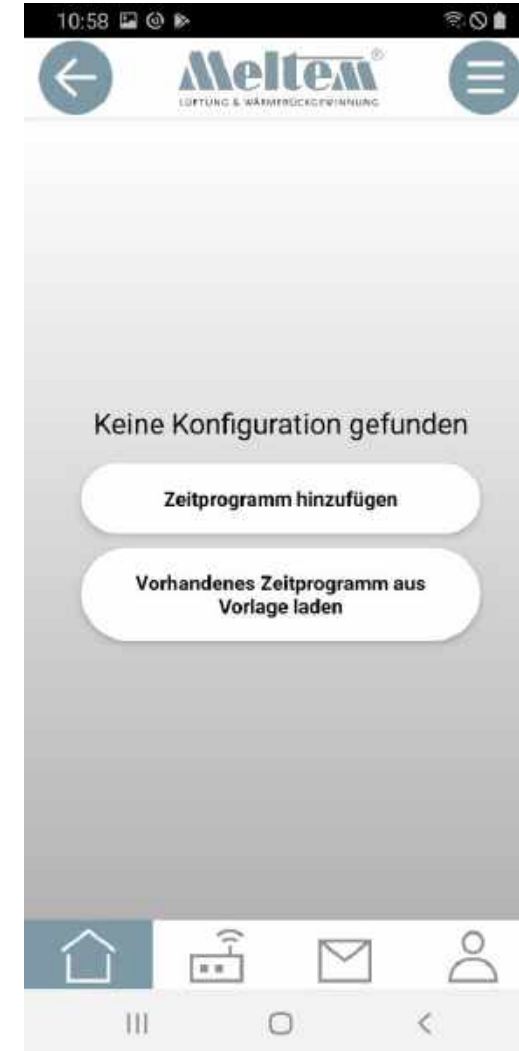 10:58
Meltem®
LÜFTUNG & WÄRMERÜCKGEWINNUNG
Keine Konfiguration gefunden
Zeitprogramm hinzufügen
Vorhandenes Zeitprogramm aus
Vorlage laden